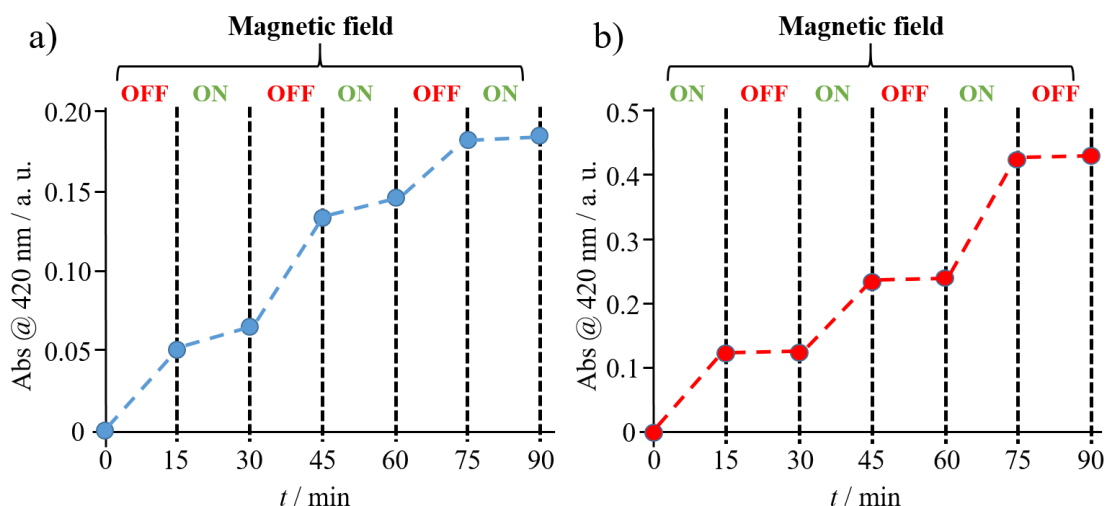 a)
Magnetic field
OFF ON OFF ON OFF ON
0.20
0.15
0.10
0.05
0
Abs @ 420 nm / a. u.
0 15 30 45 60 75 90
t / min
b)
Magnetic field
ON OFF ON OFF ON OFF
0.5
0.4
0.3
0.2
0.1
0
Abs @ 420 nm / a. u.
0 15 30 45 60 75 90
t / min